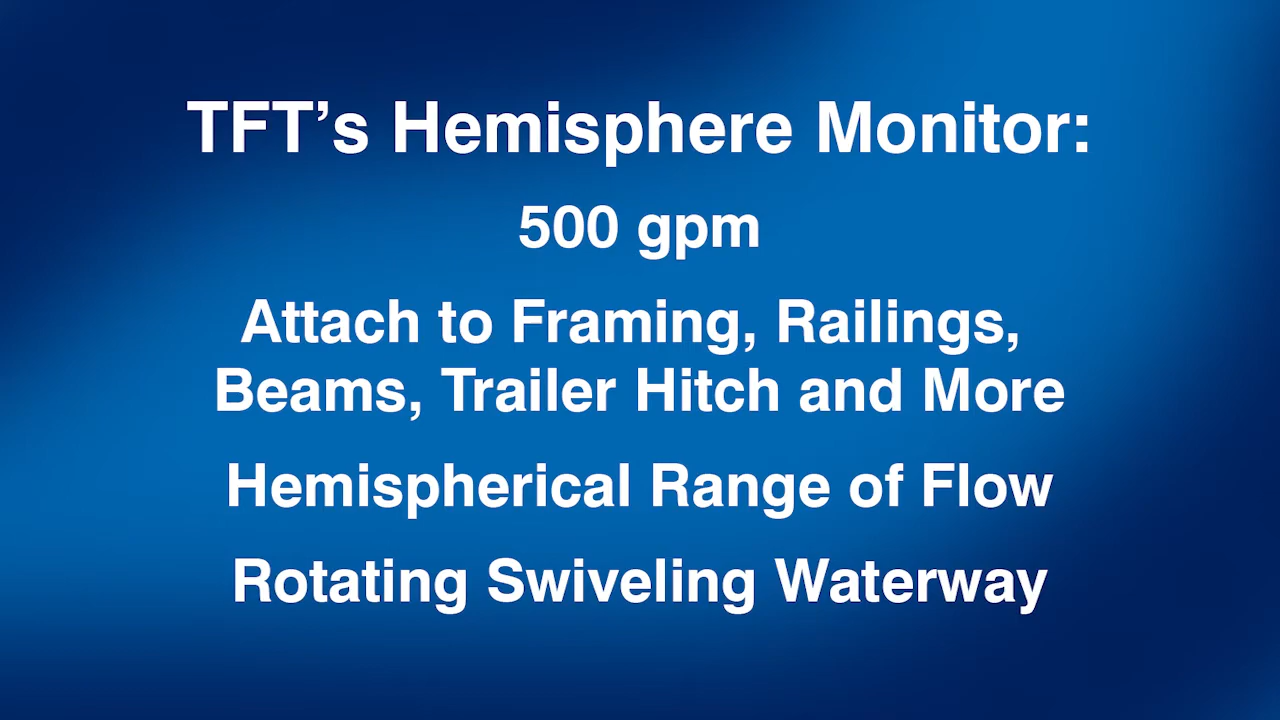 TFT’s Hemisphere Monitor:
500 gpm
Attach to Framing, Railings,
Beams, Trailer Hitch and More
Hemispherical Range of Flow
Rotating Swiveling Waterway